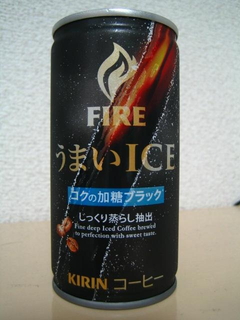 FIRE
うまいICE
コクの加糖ブラック
じっくり蒸らし抽出
Fine deep Iced Coffee brewed
to perfection with sweet taste.
KIRIN コーヒー